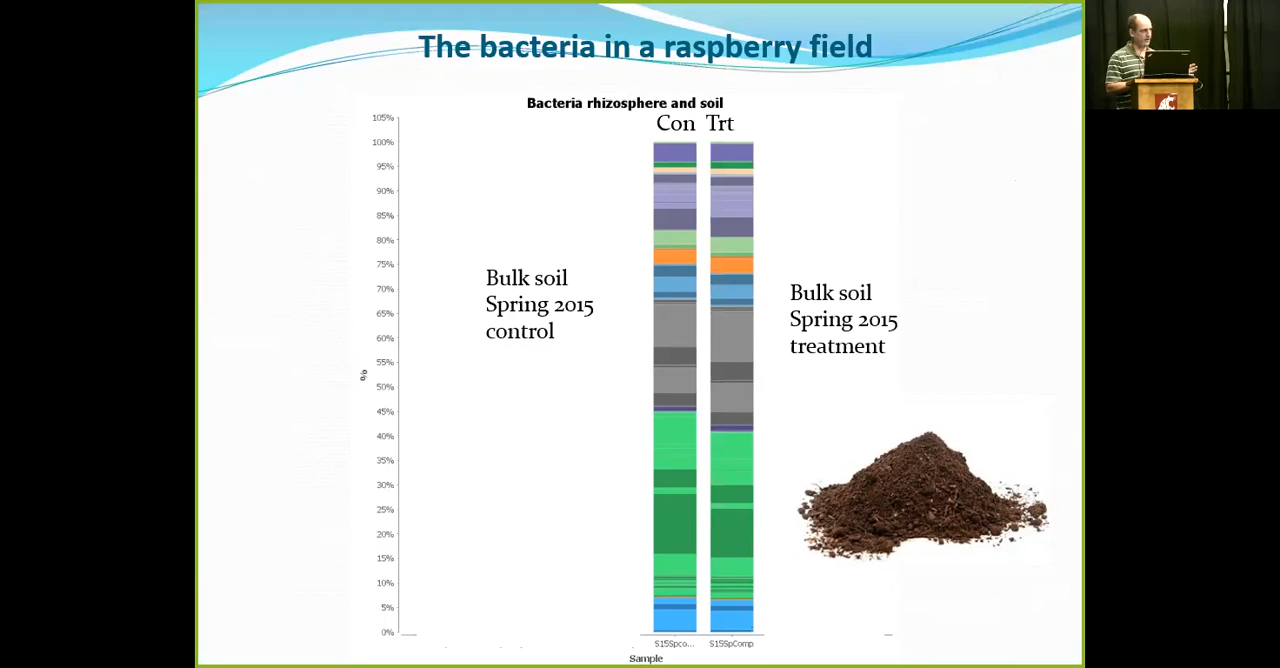 The bacteria in a raspberry field
Bacteria rhizosphere and soil
Con Trt
105%
100%
95%
90%
85%
80%
75%
70%
65%
60%
55%
50%
45%
40%
35%
30%
25%
20%
15%
10%
5%
0%
%
Bulk soil
Spring 2015
control
Bulk soil
Spring 2015
treatment
S15Spco... S15SpComp
Sample